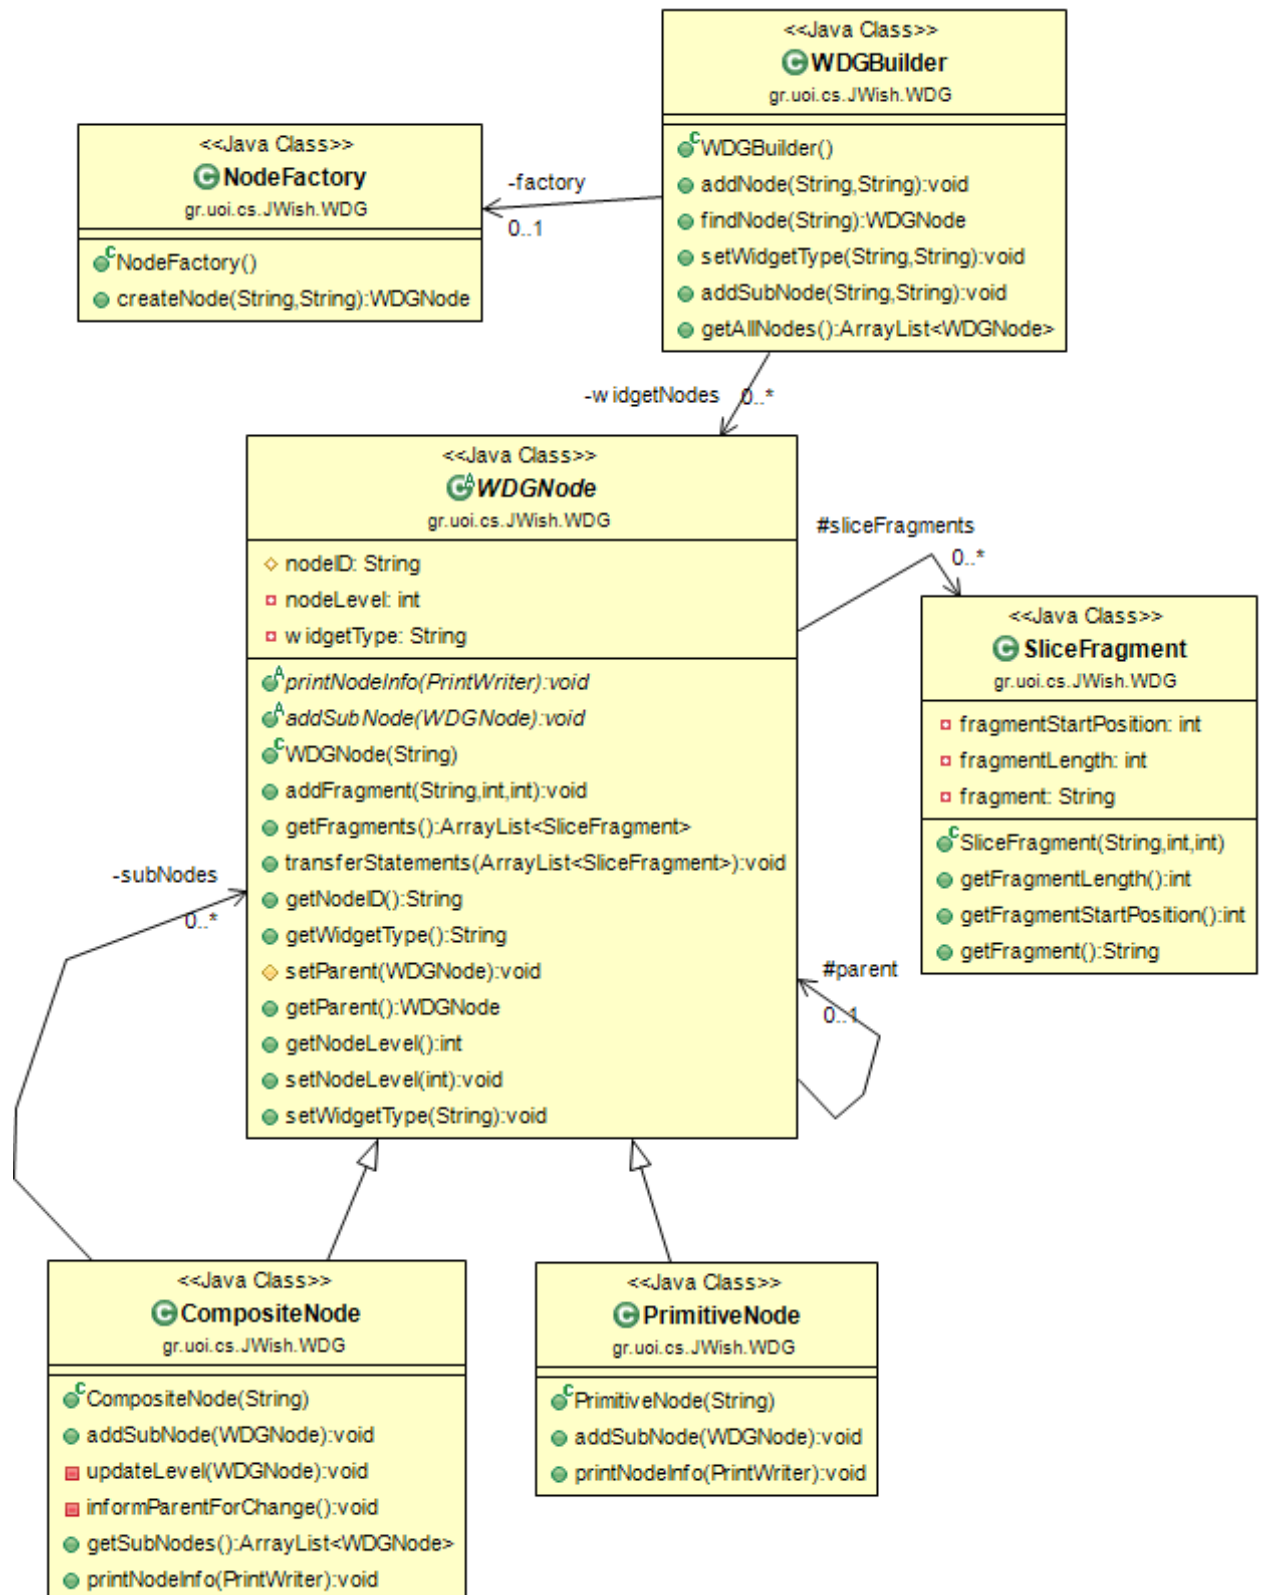 <<Java Class>>
WDGBuilder
gr.uoi.cs.JWish.WDG
WDGBuilder()
addNode(String,String):void
findNode(String):WDGNode
setWidgetType(String,String):void
addSubNode(String,String):void
getAllNodes():ArrayList<WDGNode>
<<Java Class>>
NodeFactory
gr.uoi.cs.JWish.WDG
NodeFactory()
createNode(String,String):WDGNode
-factory
0..1
-widgetNodes
0..*
<<Java Class>>
WDGNode
gr.uoi.cs.JWish.WDG
nodeID: String
nodeLevel: int
widgetType: String
printNodeInfo(PrintWriter):void
addSubNode(WDGNode):void
WDGNode(String)
addFragment(String,int,int):void
getFragments():ArrayList<SliceFragment>
transferStatements(ArrayList<SliceFragment>):void
getNodeID():String
getWidgetType():String
setParent(WDGNode):void
getParent():WDGNode
getNodeLevel():int
setNodeLevel(int):void
setWidgetType(String):void
#sliceFragments
0..*
<<Java Class>>
SliceFragment
gr.uoi.cs.JWish.WDG
fragmentStartPosition: int
fragmentLength: int
fragment: String
SliceFragment(String,int,int)
getFragmentLength():int
getFragmentStartPosition():int
getFragment():String
-subNodes
0..*
#parent
0..1
<<Java Class>>
CompositeNode
gr.uoi.cs.JWish.WDG
CompositeNode(String)
addSubNode(WDGNode):void
updateLevel(WDGNode):void
informParentForChange():void
getSubNodes():ArrayList<WDGNode>
printNodeInfo(PrintWriter):void
<<Java Class>>
PrimitiveNode
gr.uoi.cs.JWish.WDG
PrimitiveNode(String)
addSubNode(WDGNode):void
printNodeInfo(PrintWriter):void